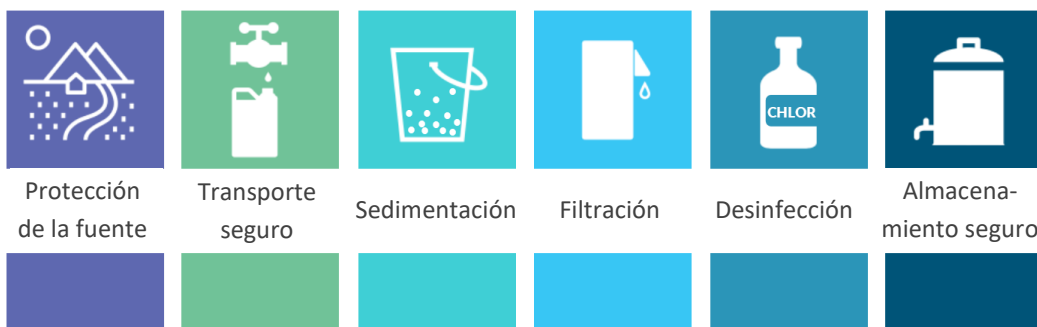 CHLOR
Protección
de la fuente
Transporte
seguro
Sedimentación
Filtración
Desinfección
Almacena-
miento seguro